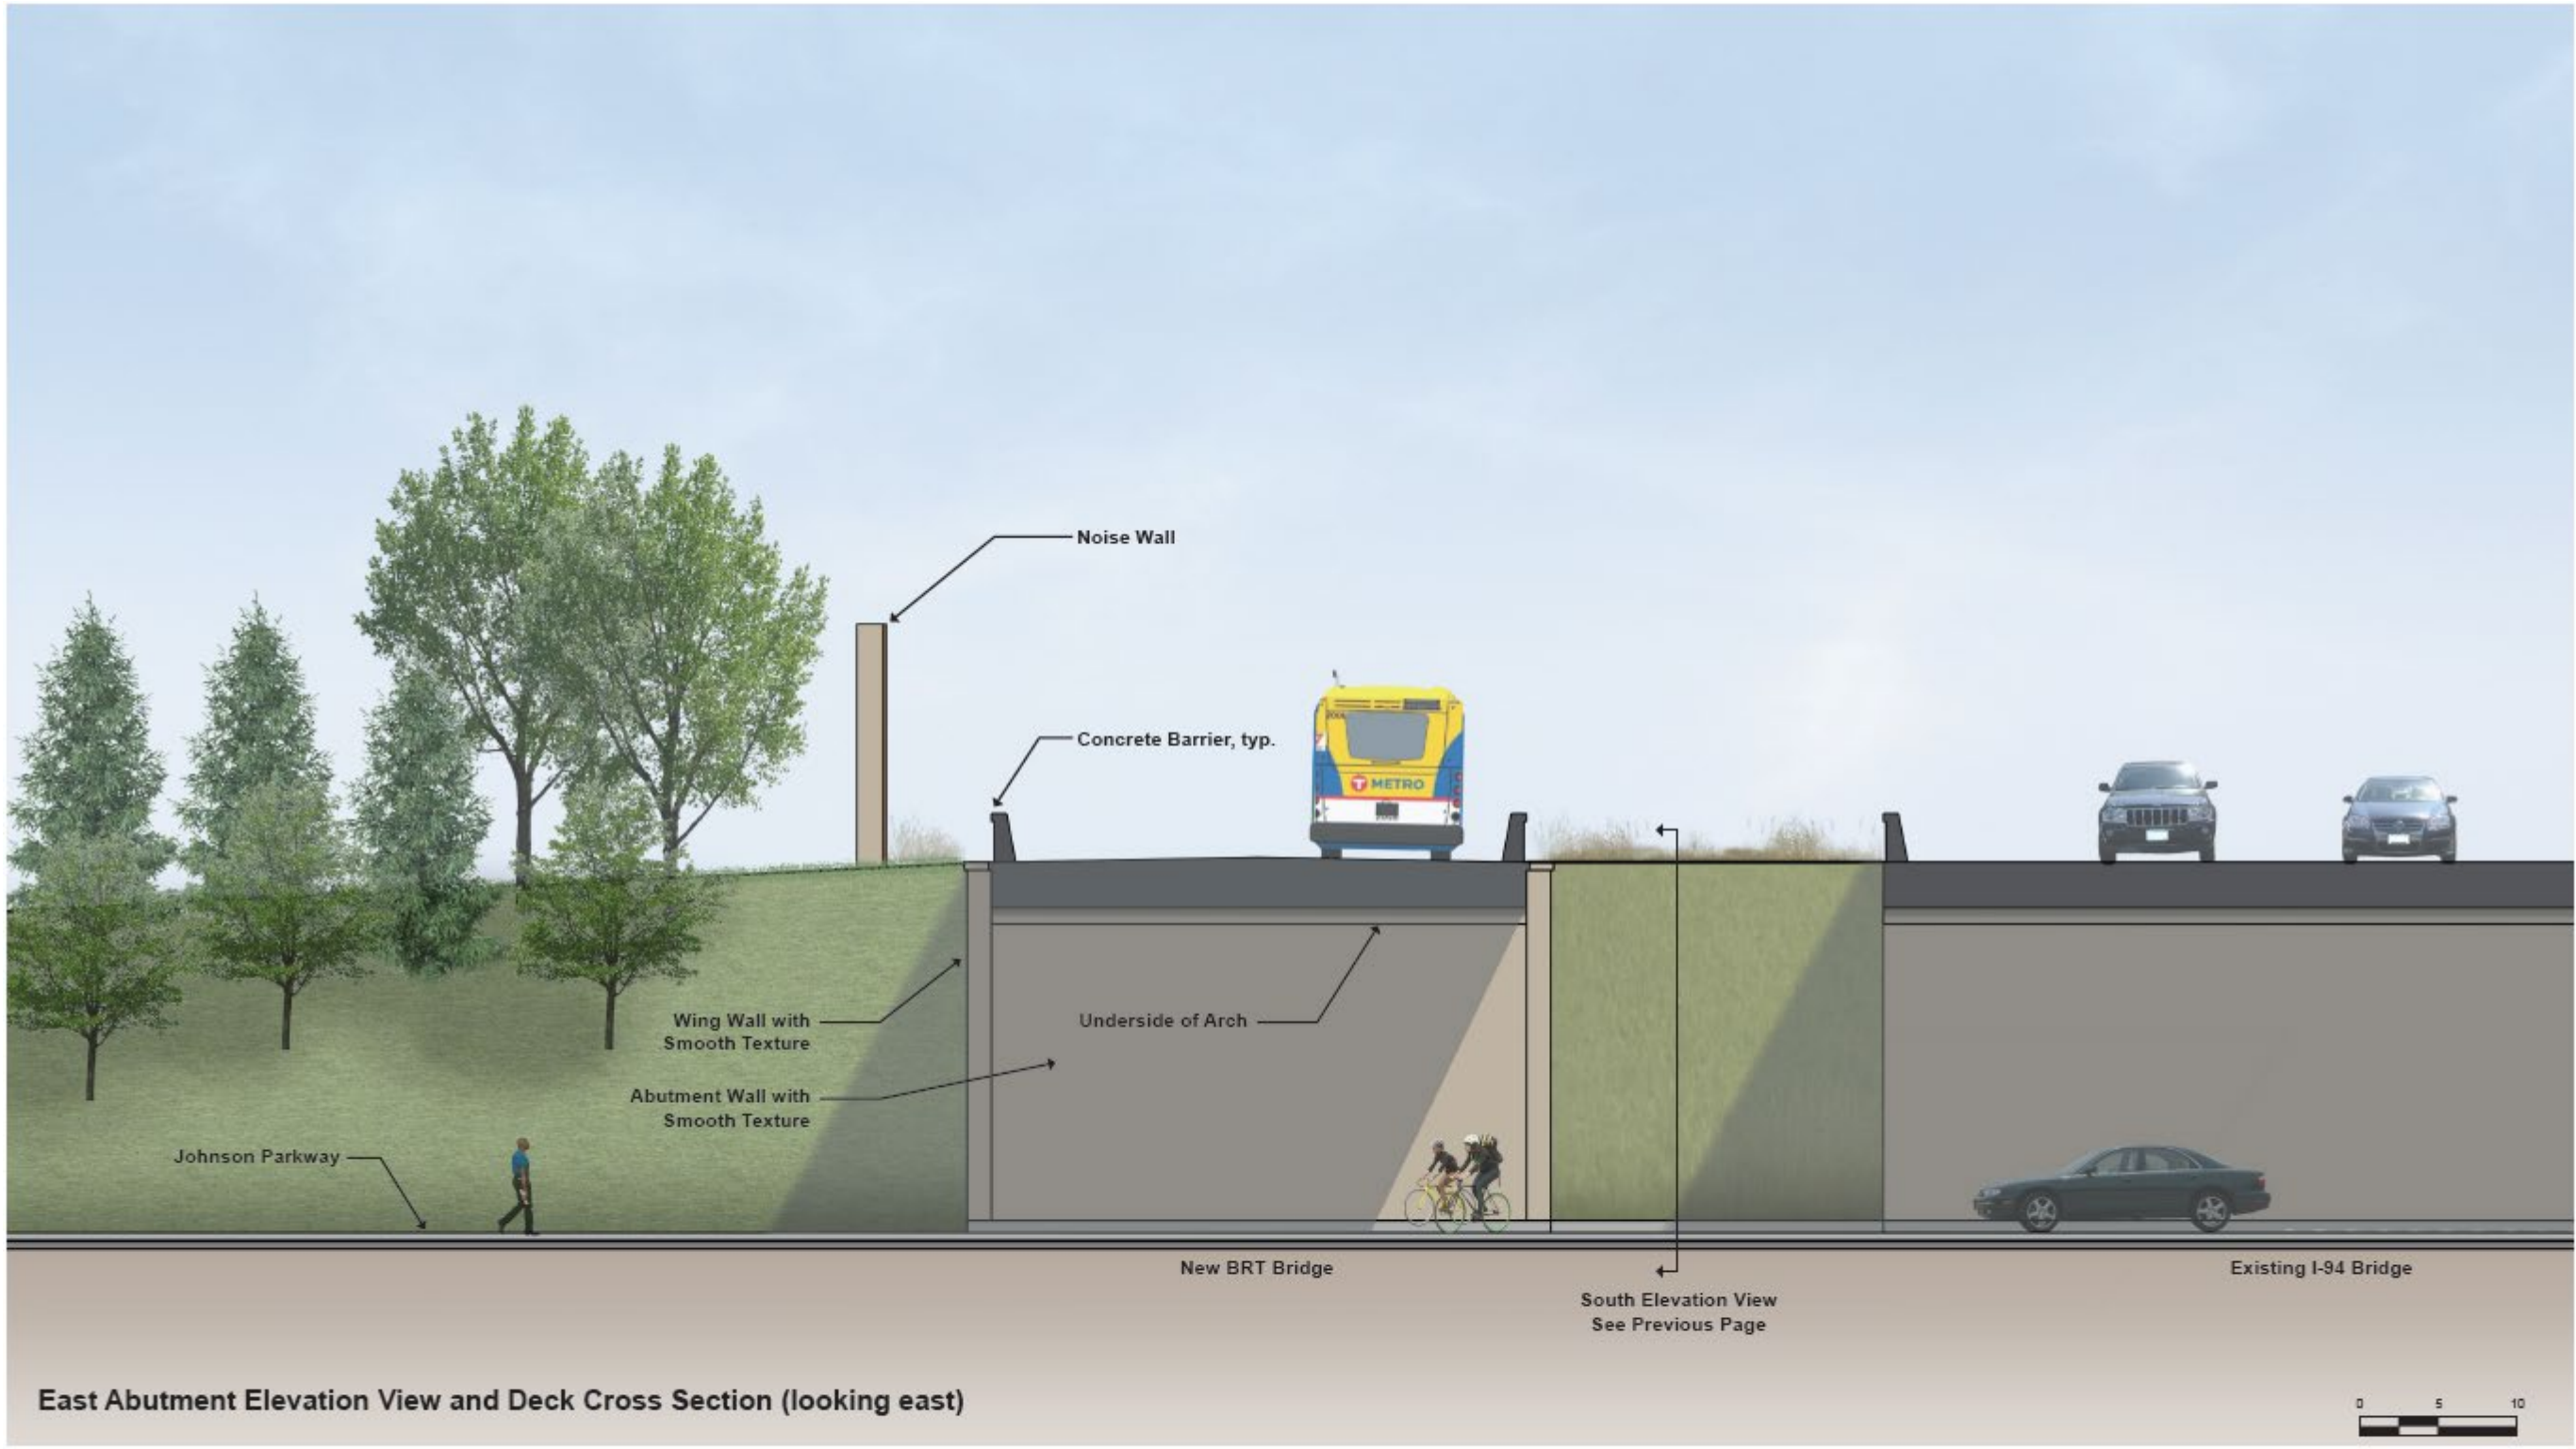 Noise Wall
Concrete Barrier, typ.
METRO
Wing Wall with
Smooth Texture
Underside of Arch
Abutment Wall with
Smooth Texture
Johnson Parkway
New BRT Bridge
Existing I-94 Bridge
South Elevation View
See Previous Page
East Abutment Elevation View and Deck Cross Section (looking east)
0 5 10